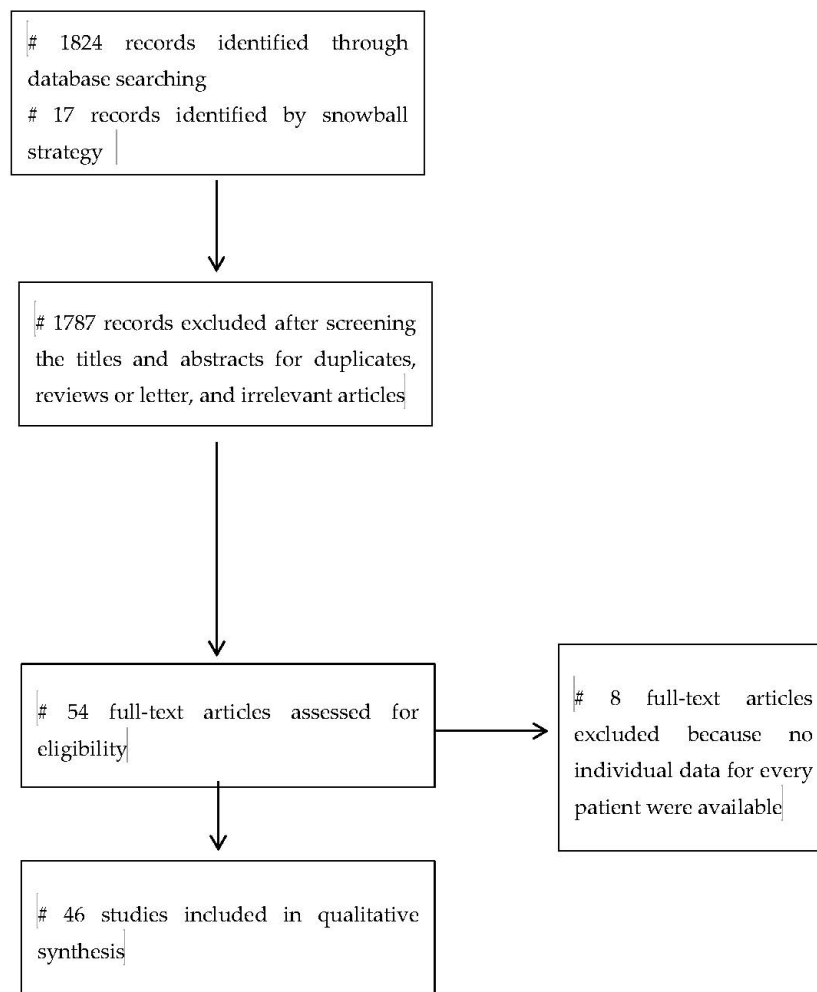 # 1824 records identified through
database searching
# 17 records identified by snowball
strategy
# 1787 records excluded after screening
the titles and abstracts for duplicates,
reviews or letter, and irrelevant articles
# 54 full-text articles assessed for
eligibility
# 8 full-text articles
excluded because no
individual data for every
patient were available
# 46 studies included in qualitative
synthesis